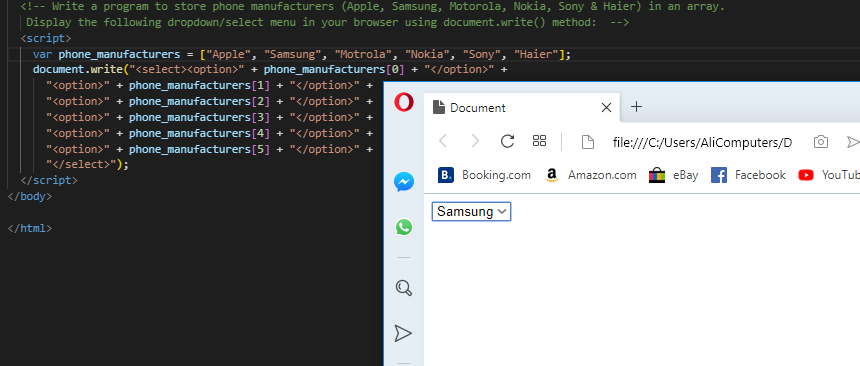 <!-- Write a program to store phone manufacturers (Apple, Samsung, Motorola, Nokia, Sony & Haier) in an array.
Display the following dropdown/select menu in your browser using document.write() method:  -->
<script>
var phone_manufacturers = ["Apple", "Samsung", "Motrola", "Nokia", "Sony", "Haier"];
document.write("<select><option>" + phone_manufacturers[0] + "</option>" +
"<option>" + phone_manufacturers[1] + "</option>" +
"<option>" + phone_manufacturers[2] + "</option>" +
"<option>" + phone_manufacturers[3] + "</option>" +
"<option>" + phone_manufacturers[4] + "</option>" +
"<option>" + phone_manufacturers[5] + "</option>" +
"</select>");
</script>
</body>
</html>
Document
file:///C:/Users/AliComputers/D
B. Booking.com a Amazon.com eBay Facebook YouTub
Samsung